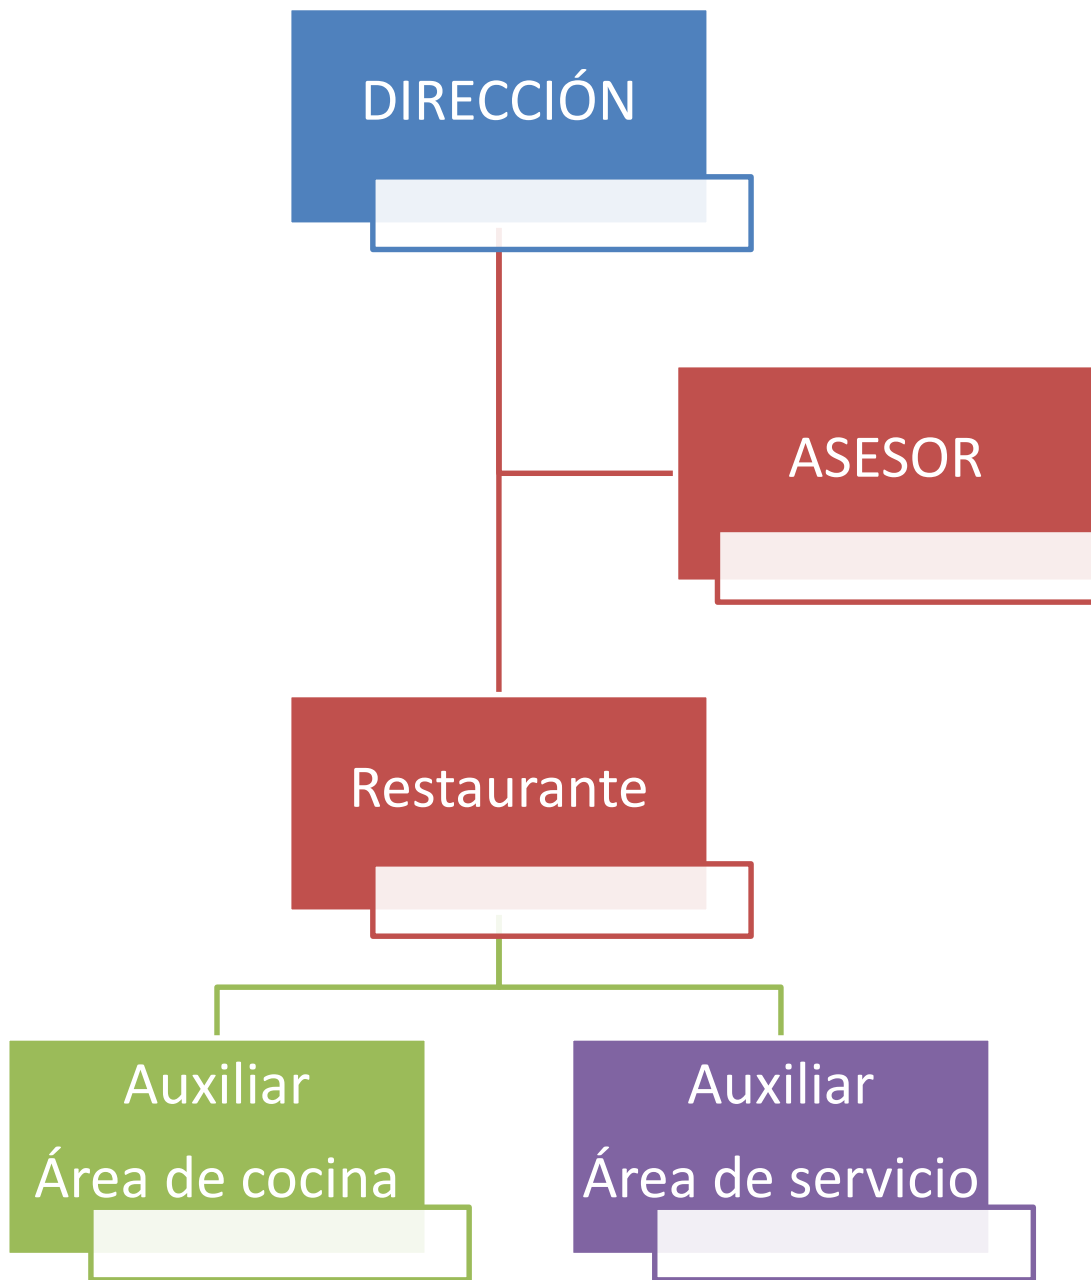 DIRECCIÓN
ASESOR
Restaurante
Auxiliar
Área de cocina
Auxiliar
Área de servicio